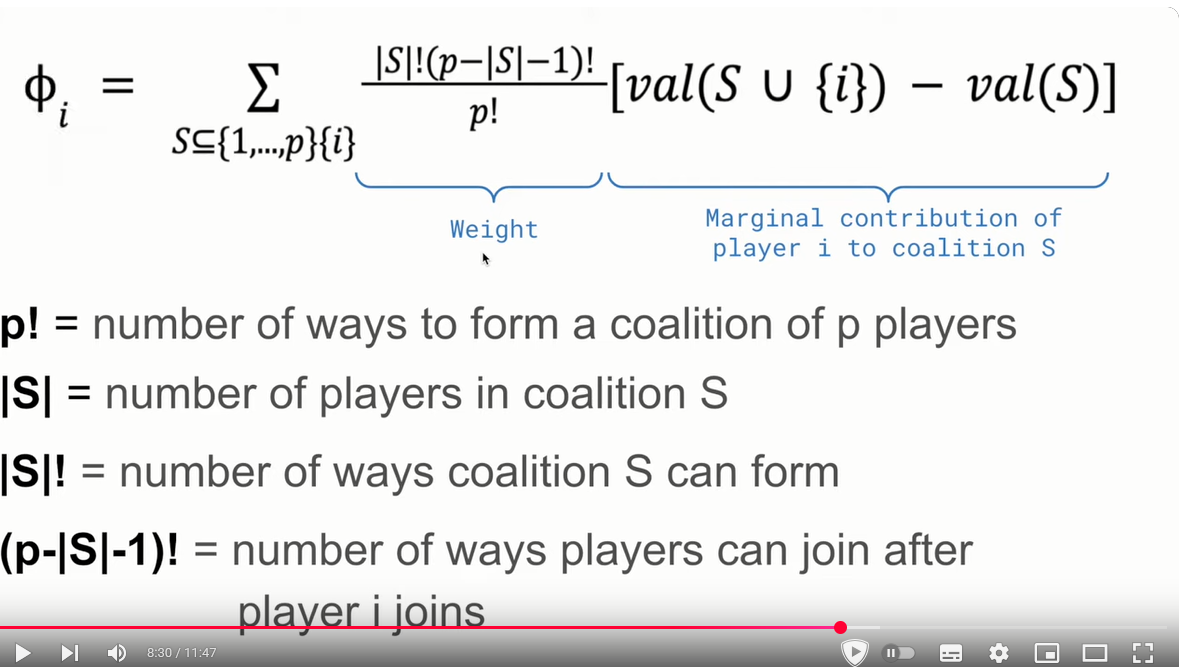 ϕᵢ = ∑ |S|!(p−|S|−1)! / p! [val(S ∪ {i}) − val(S)]
S⊆{1,...,p}{i}
Weight
Marginal contribution of
player i to coalition S
p! = number of ways to form a coalition of p players
|S| = number of players in coalition S
|S|! = number of ways coalition S can form
(p-|S|-1)! = number of ways players can join after
player i joins
8:30 / 11:47